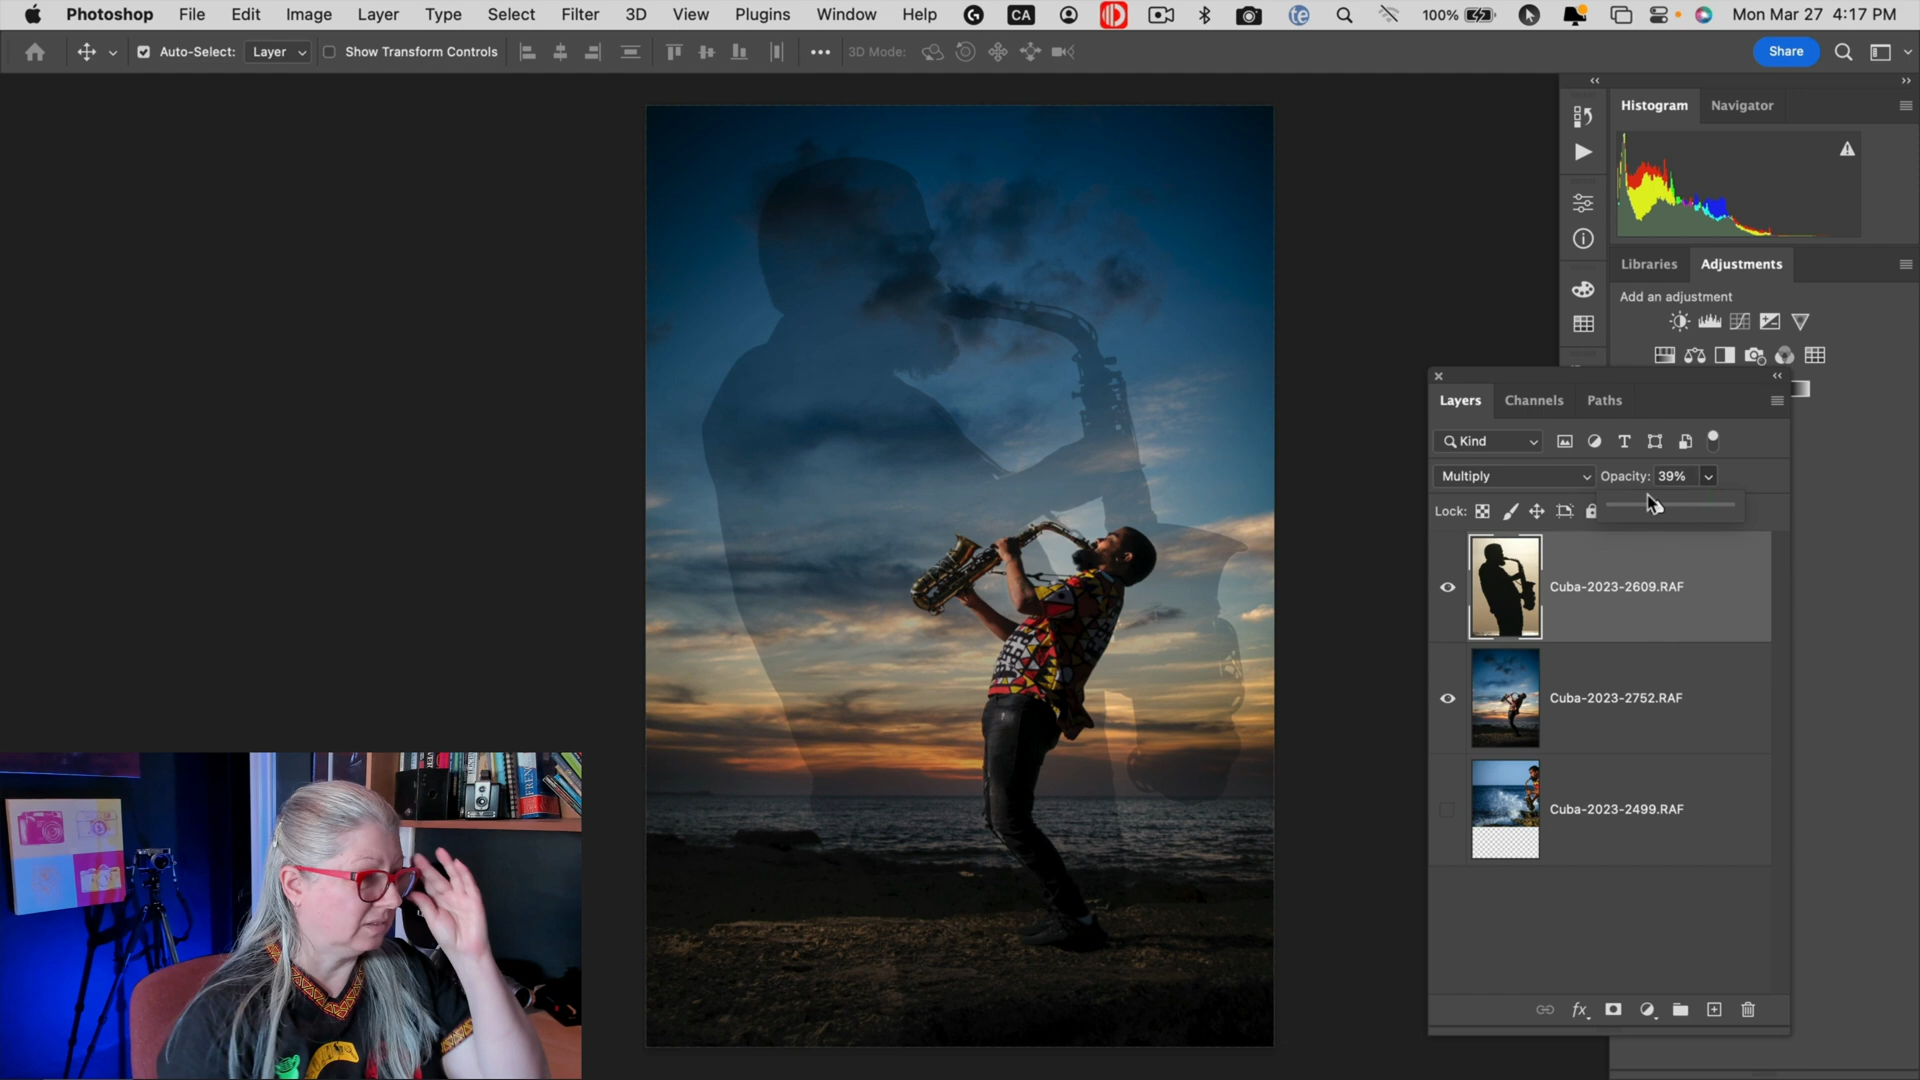 Photoshop File Edit Image Layer Type Select Filter 3D View Plugins Window Help CA te 100% Mon Mar 27 4:17 PM
Auto-Select: Layer Show Transform Controls 3D Mode: Share
Histogram Navigator
Libraries Adjustments
Add an adjustment
Layers Channels Paths
Kind
Multiply Opacity: 39%
Lock:
Cuba-2023-2609.RAF
Cuba-2023-2752.RAF
Cuba-2023-2499.RAF
fx